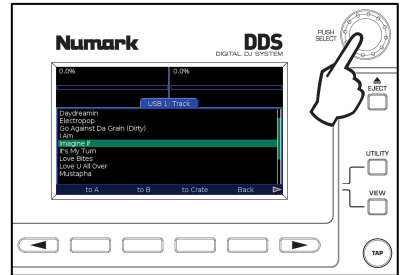 Numark
DDS
DIGITAL DJ SYSTEM
PUSH
SELECT
0.0%
0.0%
USB 1: Track
Daydreamin
Electropop
Go Against Da Grain (Dirty)
I Am
Imagine If
It's My Turn
Love Bites
Love U All Over
Mustapha
to A
to B
to Crate
Back
EJECT
UTILITY
VIEW
TAP